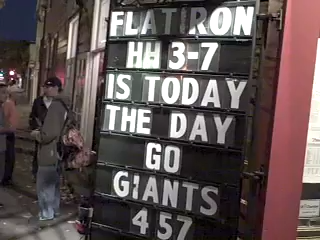 FLATIRON
HH 3-7
IS TODAY
THE DAY
GO
GIANTS
457